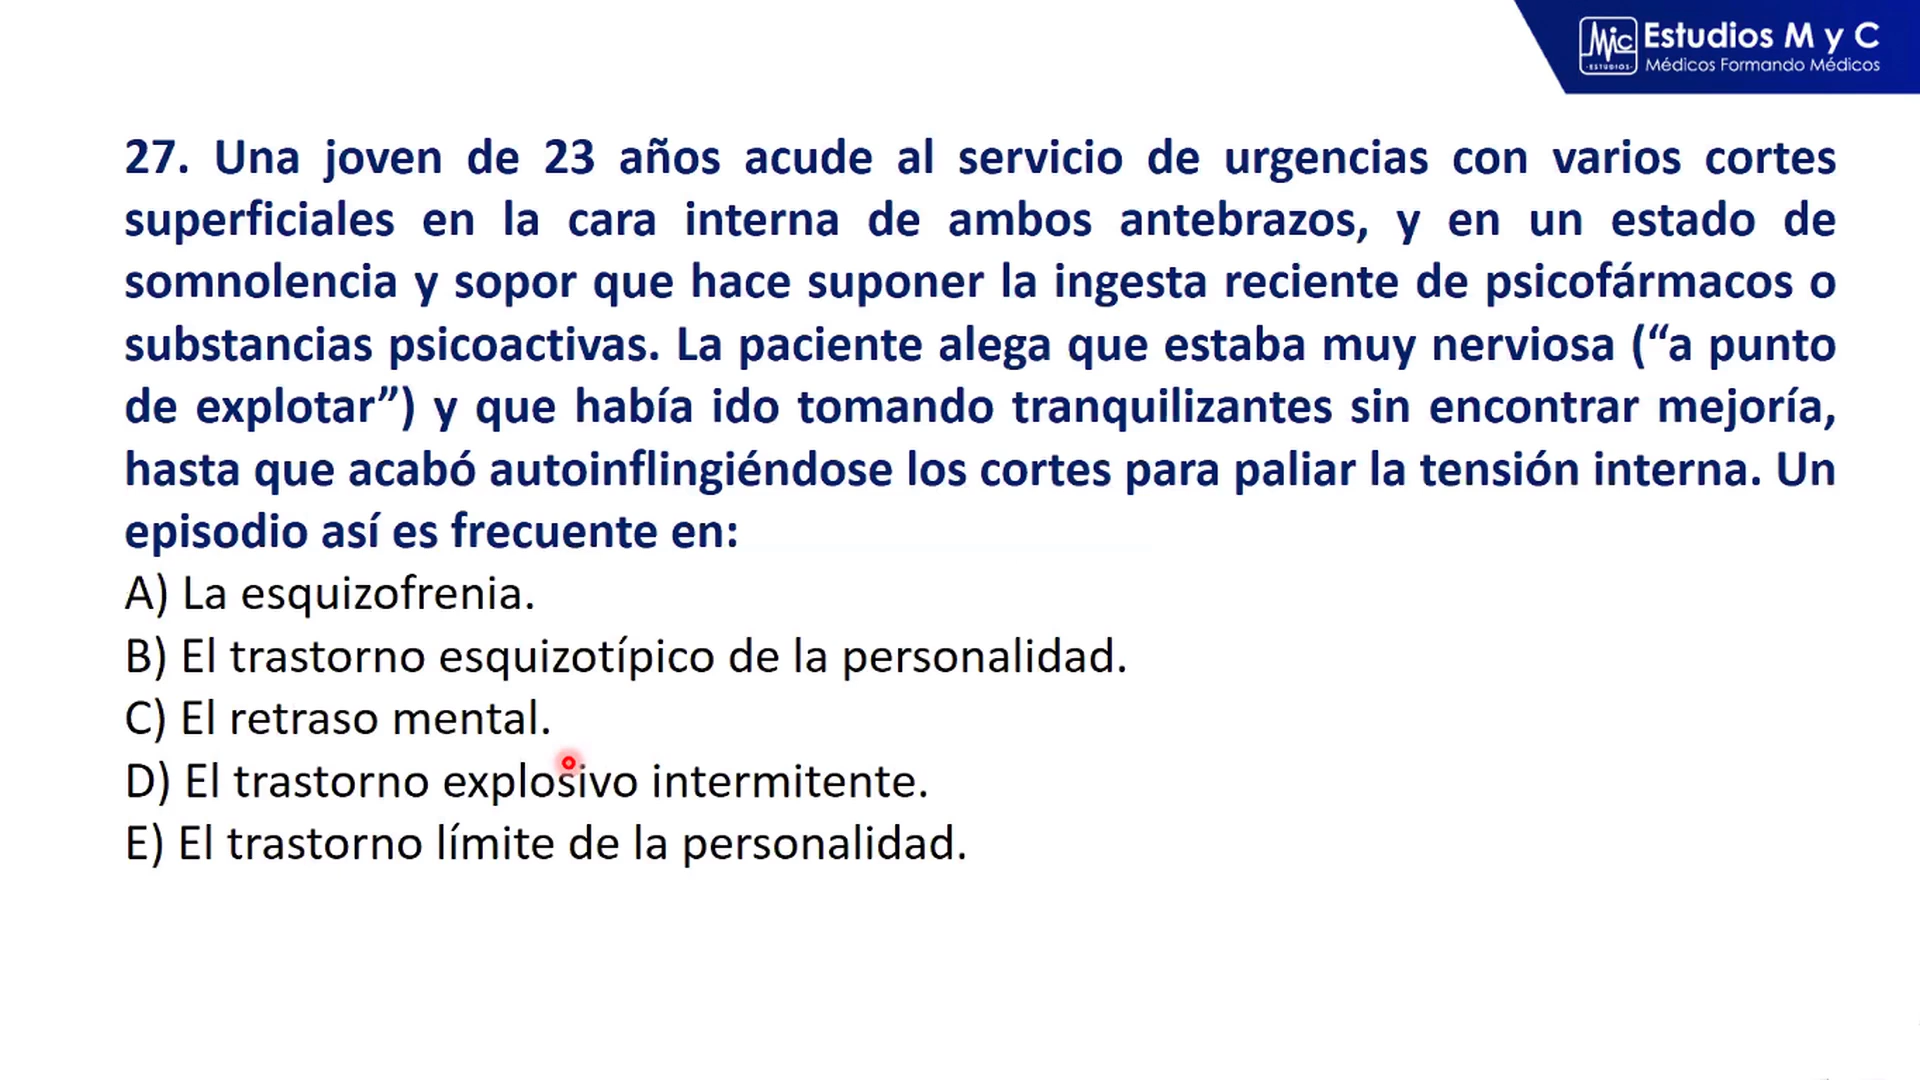 Mic
ESTUDIOS
Estudios M y C
Médicos Formando Médicos
27. Una joven de 23 años acude al servicio de urgencias con varios cortes
superficiales en la cara interna de ambos antebrazos, y en un estado de
somnolencia y sopor que hace suponer la ingesta reciente de psicofármacos o
substancias psicoactivas. La paciente alega que estaba muy nerviosa (“a punto
de explotar”) y que había ido tomando tranquilizantes sin encontrar mejoría,
hasta que acabó autoinflingiéndose los cortes para paliar la tensión interna. Un
episodio así es frecuente en:
A) La esquizofrenia.
B) El trastorno esquizotípico de la personalidad.
C) El retraso mental.
D) El trastorno explosivo intermitente.
E) El trastorno límite de la personalidad.